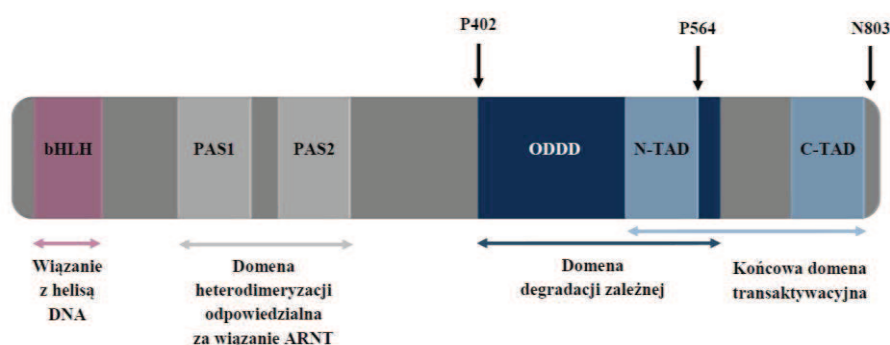 P402
P564
N803
bHLH
PAS1
PAS2
ODDD
N-TAD
C-TAD
Wiązanie
z helisą
DNA
Domena
heterodimeryzacji
odpowiedzialna
za wiązanie ARNT
Domena
degradacji zależnej
Końcowa domena
transaktywacyjna